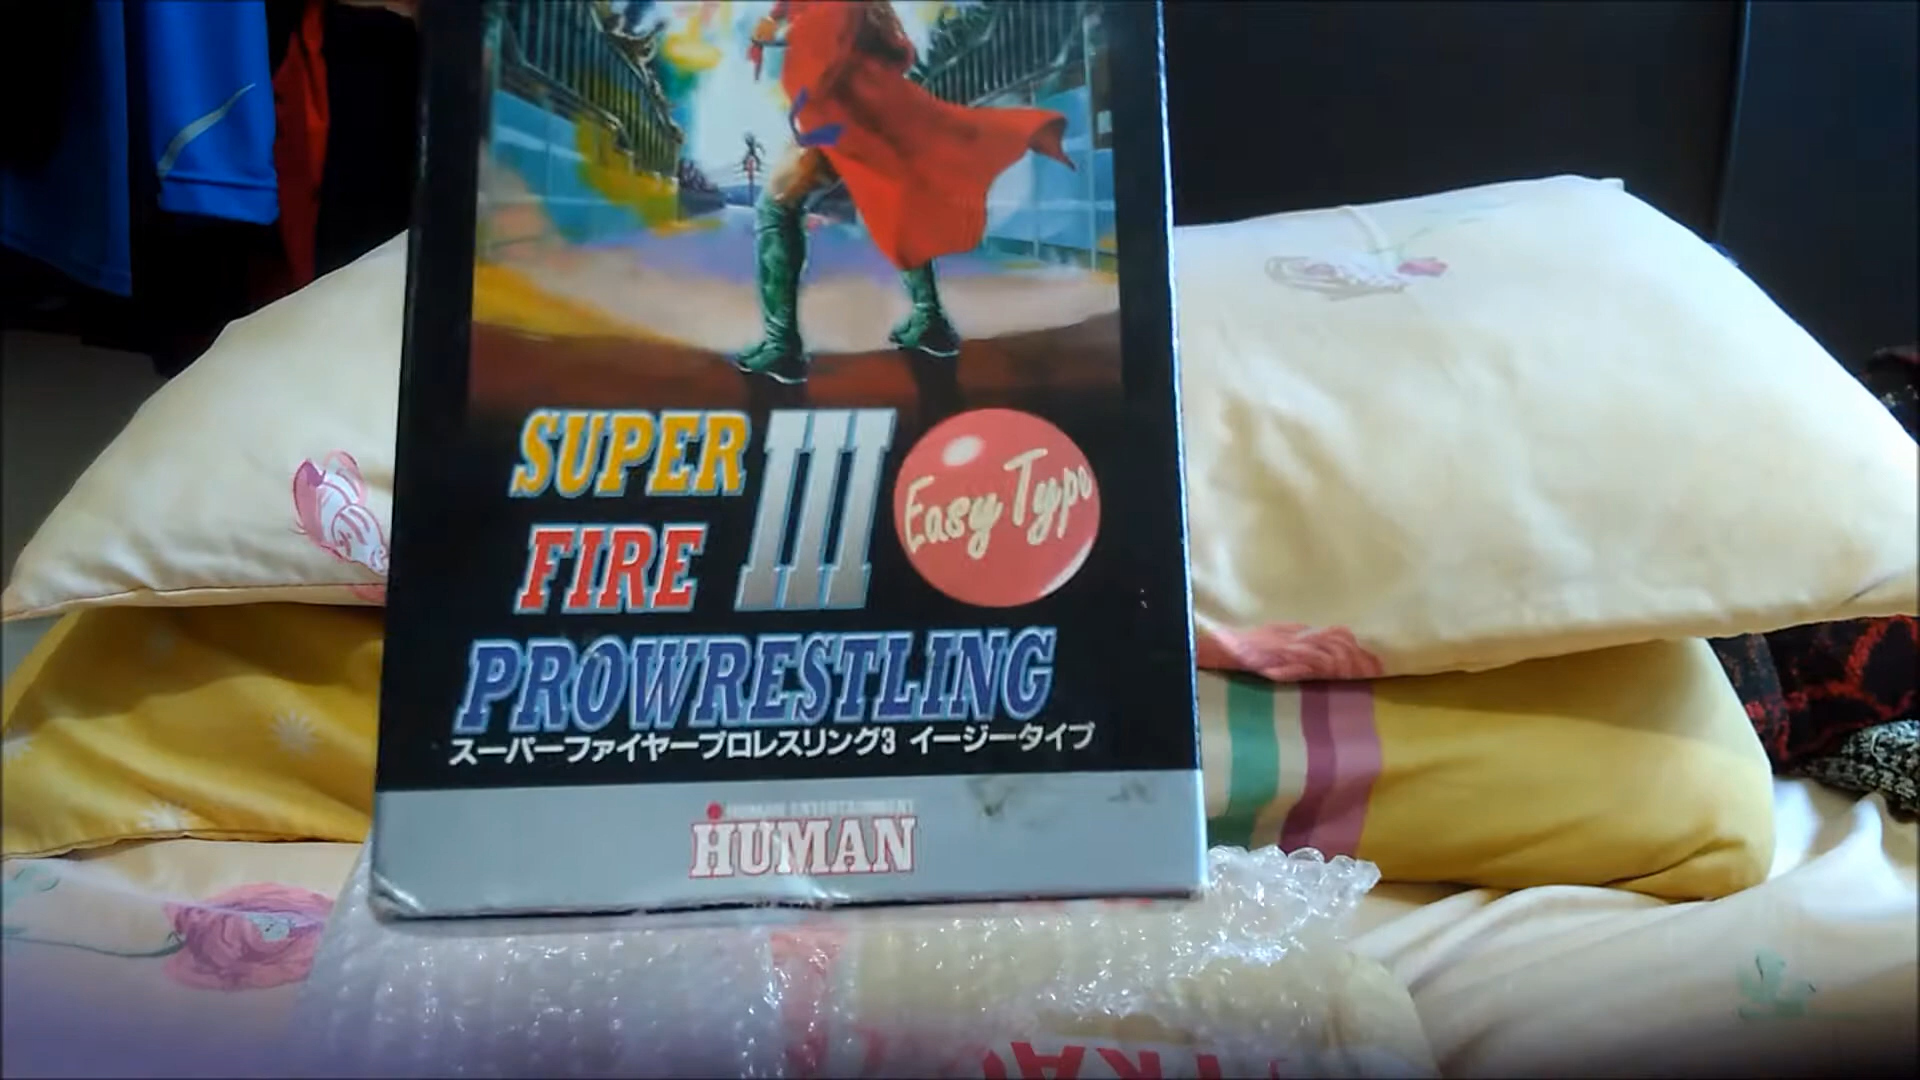 SUPER
FIRE
III
Easy Type
PROWRESTLING
スーパーファイヤープロレスリング3 イージータイプ
HUMAN ENTERTAINMENT
HUMAN